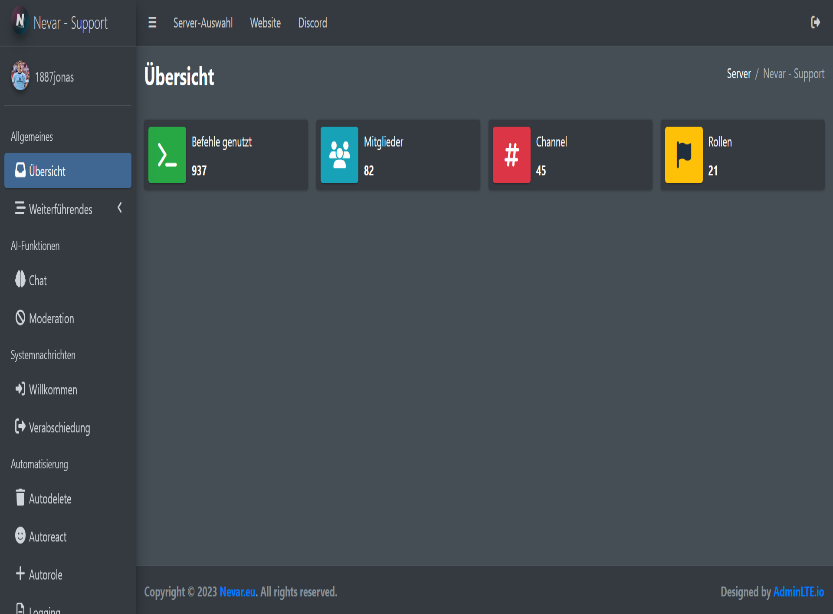 Nevar - Support
Server-Auswahl Website Discord
1887jonas
Übersicht
Server / Nevar - Support
Allgemeines
Übersicht
Weiterführendes
AI-Funktionen
Chat
Moderation
Systemnachrichten
Willkommen
Verabschiedung
Automatisierung
Autodelete
Autoreact
Autorole
Logging
Befehle genutzt
937
Mitglieder
82
Channel
45
Rollen
21
Copyright © 2023 Nevar.eu. All rights reserved.
Designed by AdminLTE.io